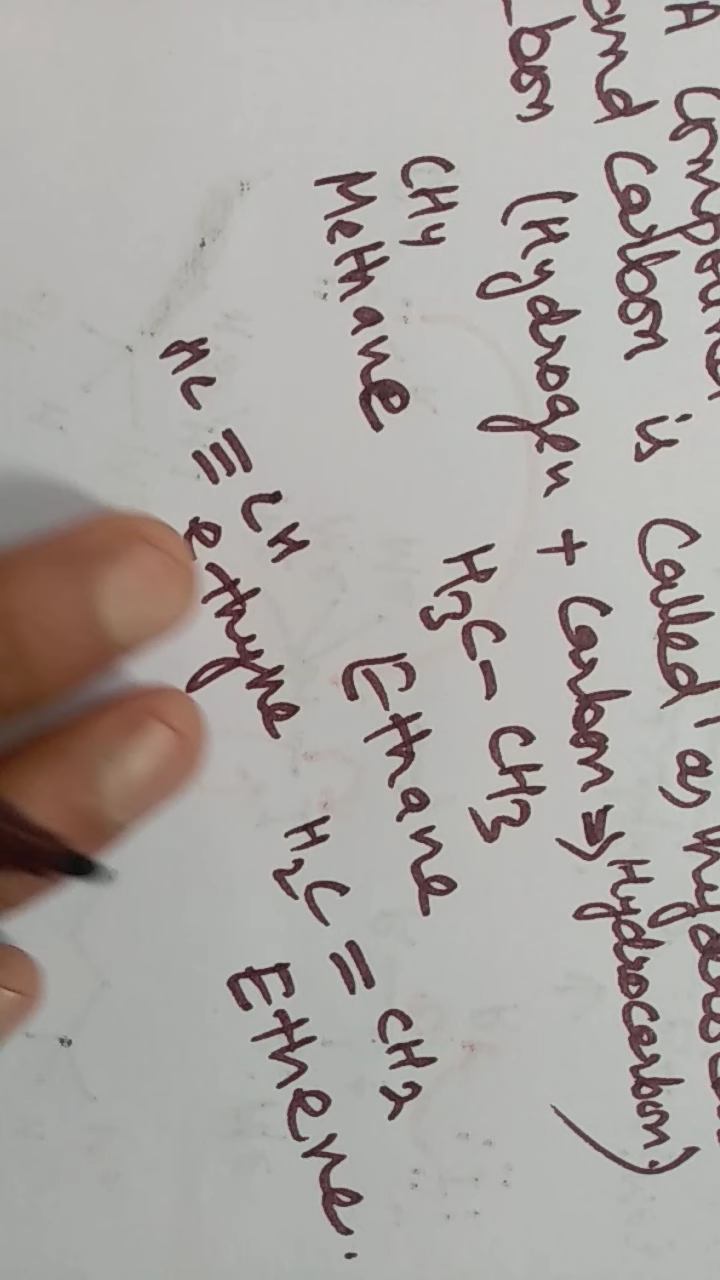 A
and Carbon is Called as
bon (Hydrogen + Carbon ⇒ Hydrocarbon)
CH4 H3C-CH3
Methane Ethane
H2C=CH2
Ethene.
HC≡CH
ethyne